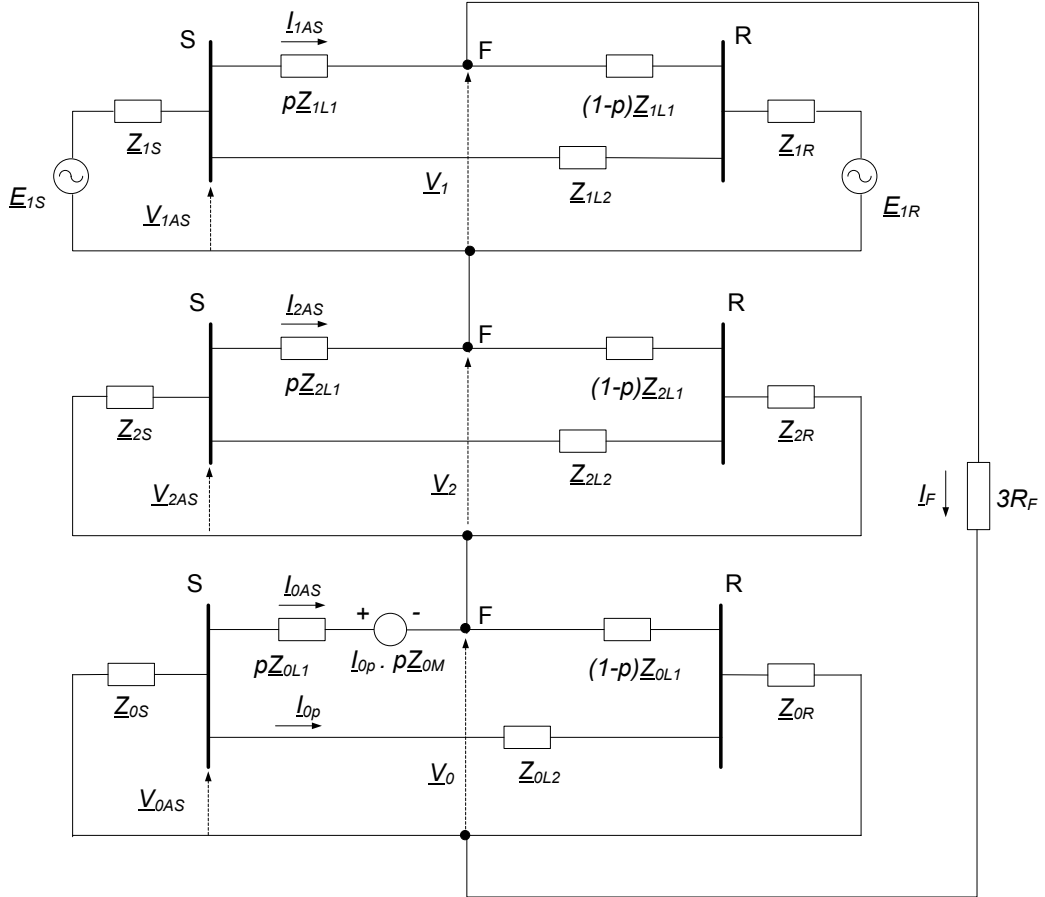 I1AS
S
F
R
pZ1L1
(1-p)Z1L1
Z1S
Z1R
E1S
V1AS
V1
Z1L2
E1R
I2AS
S
F
R
pZ2L1
(1-p)Z2L1
Z2S
Z2R
V2AS
V2
Z2L2
IF
3RF
I0AS
S
+ -
F
R
pZ0L1
I0p . pZ0M
(1-p)Z0L1
Z0S
I0p
Z0R
V0AS
V0
Z0L2